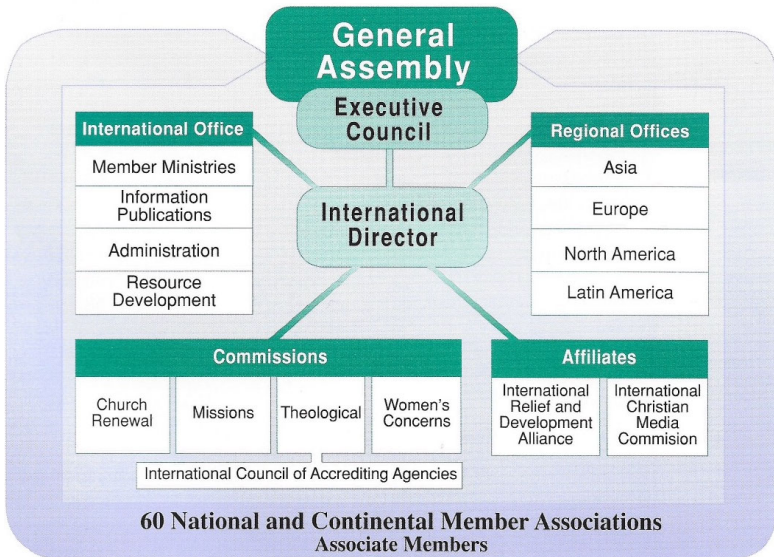 General
Assembly
Executive
Council
International Office
Member Ministries
Information
Publications
Administration
Resource
Development
International
Director
Regional Offices
Asia
Europe
North America
Latin America
Commissions
Church
Renewal
Missions
Theological
Women's
Concerns
International Council of Accrediting Agencies
Affiliates
International
Relief and
Development
Alliance
International
Christian
Media
Commision
60 National and Continental Member Associations
Associate Members